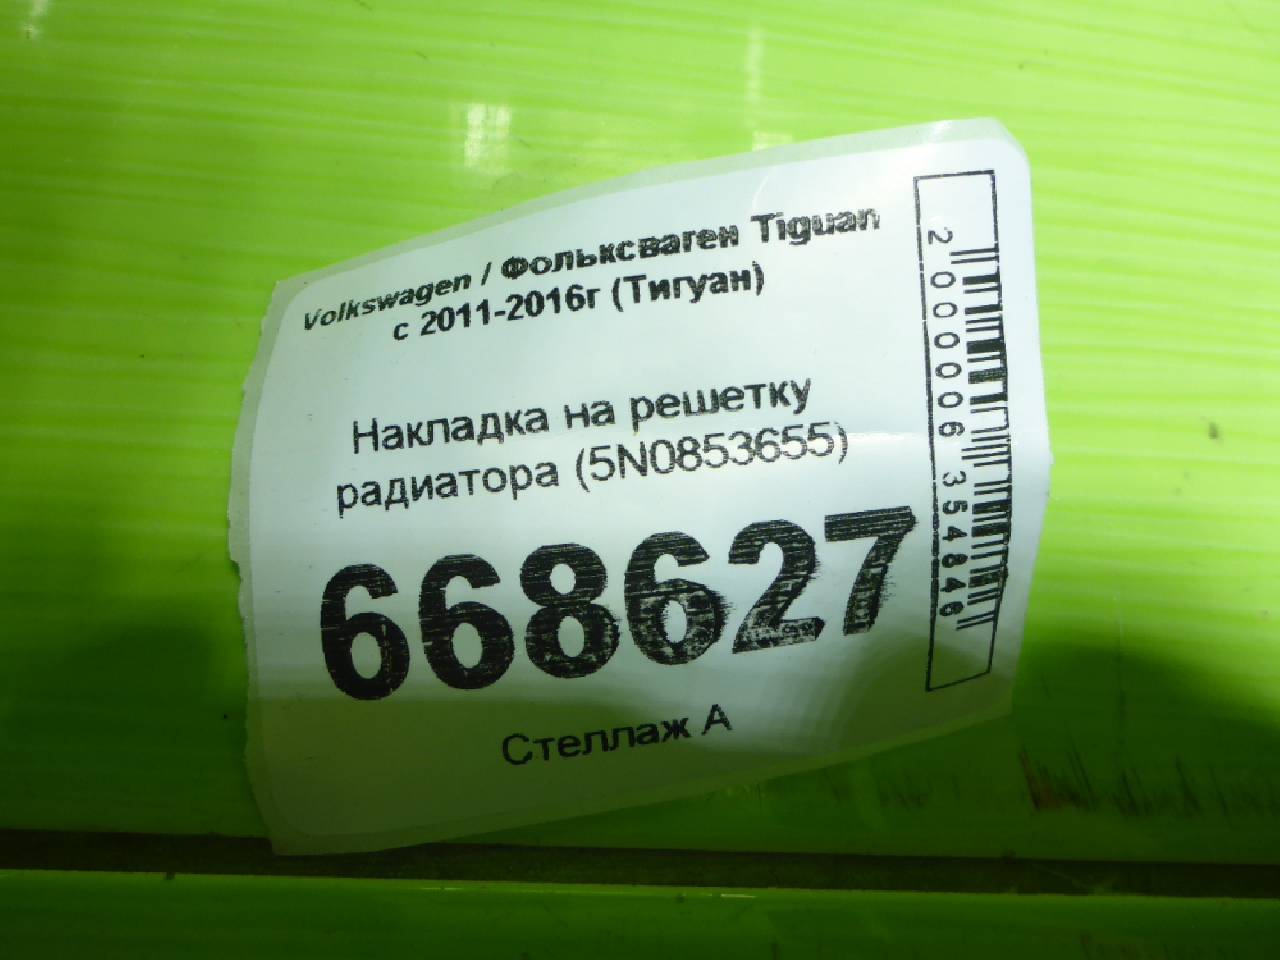 Volkswagen / Фольксваген Tiguan
с 2011-2016г (Тигуан)
Накладка на решетку
радиатора (5N0853655)
668627
Стеллаж А
2000006354846